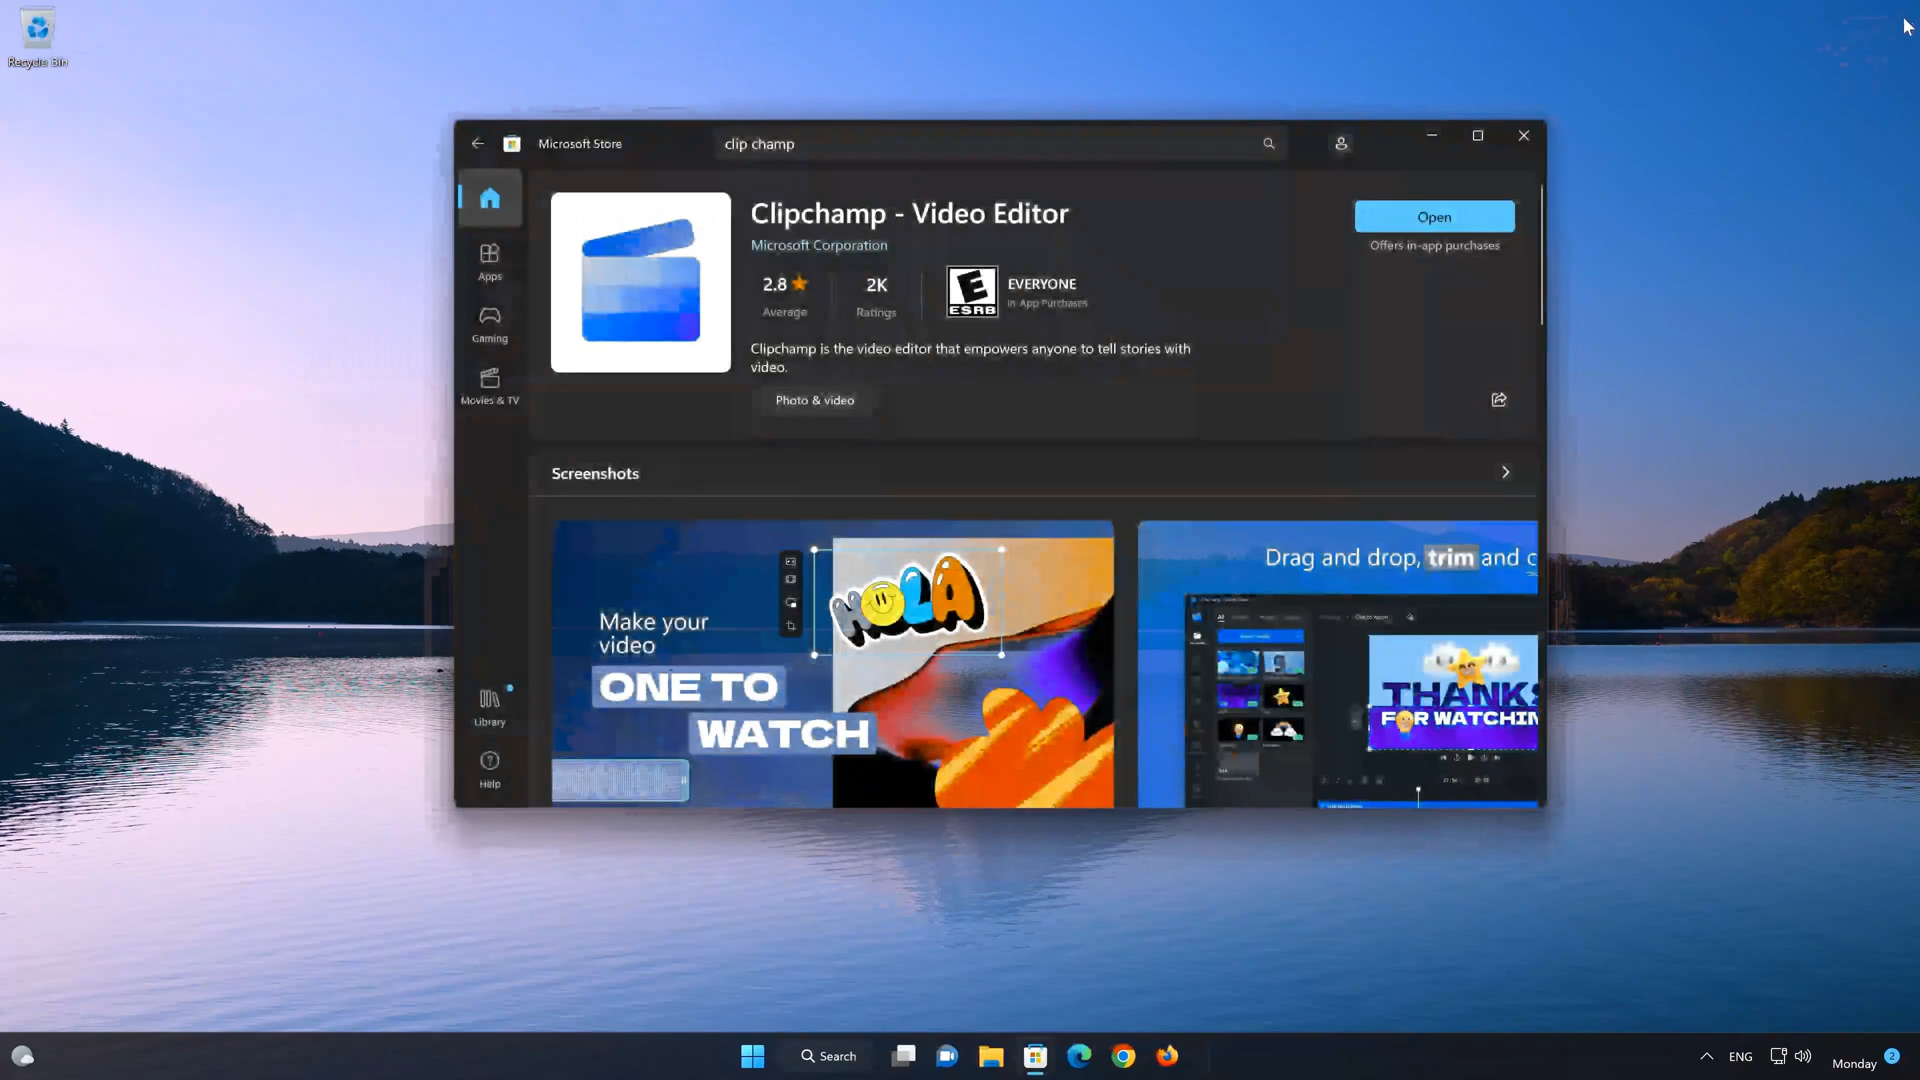 Recycle Bin
Microsoft Store
clip champ
Clipchamp - Video Editor
Open
Microsoft Corporation
Offers in-app purchases
2.8
2K
EVERYONE
In-App Purchases
ESRB
Average
Ratings
Apps
Gaming
Movies & TV
Clipchamp is the video editor that empowers anyone to tell stories with
video.
Photo & video
Screenshots
Make your
video
ONE TO
WATCH
HOLA
Drag and drop, trim and c
THANKS
FOR WATCHIN
Library
Help
Search
ENG
Monday
2